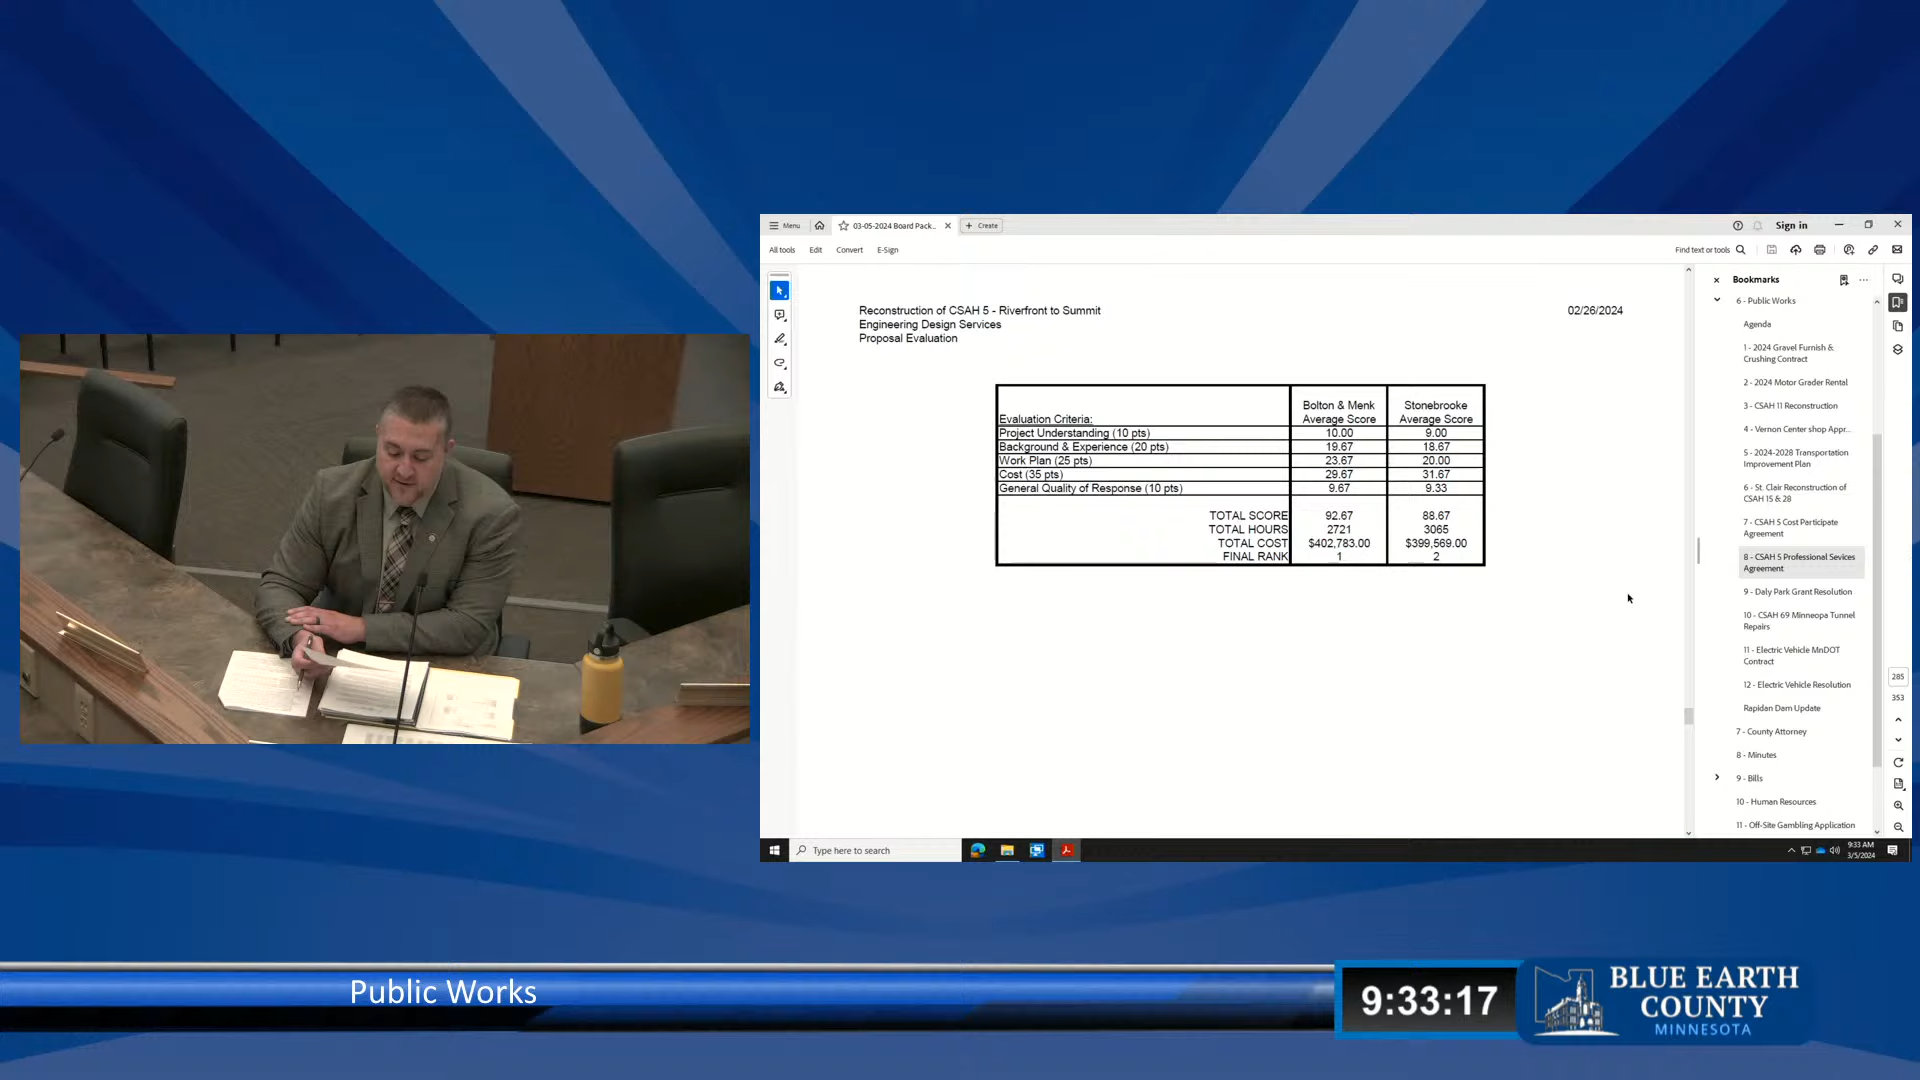 Menu
03-05-2024 Board Pack...
Create
Sign in
All tools
Edit
Convert
E-Sign
Find text or tools
Reconstruction of CSAH 5 - Riverfront to Summit
02/26/2024
Engineering Design Services
Proposal Evaluation
Bolton & Menk Stonebrooke
Evaluation Criteria: Average Score Average Score
Project Understanding (10 pts) 10.00 9.00
Background & Experience (20 pts) 19.67 18.67
Work Plan (25 pts) 23.67 20.00
Cost (35 pts) 29.67 31.67
General Quality of Response (10 pts) 9.67 9.33
TOTAL SCORE 92.67 88.67
TOTAL HOURS 2721 3065
TOTAL COST $402,783.00 $399,569.00
FINAL RANK 1 2
Bookmarks
6 - Public Works
Agenda
1 - 2024 Gravel Furnish &
Crushing Contract
2 - 2024 Motor Grader Rental
3 - CSAH 11 Reconstruction
4 - Vernon Center shop Appr...
5 - 2024-2028 Transportation
Improvement Plan
6 - St. Clair Reconstruction of
CSAH 15 & 28
7 - CSAH 5 Cost Participate
Agreement
8 - CSAH 5 Professional Sevices
Agreement
9 - Daly Park Grant Resolution
10 - CSAH 69 Minneopa Tunnel
Repairs
11 - Electric Vehicle MnDOT
Contract
12 - Electric Vehicle Resolution
Rapidan Dam Update
7 - County Attorney
8 - Minutes
9 - Bills
10 - Human Resources
11 - Off-Site Gambling Application
285
353
Type here to search
9:33 AM
3/5/2024
Public Works
9:33:17
BLUE EARTH
COUNTY
MINNESOTA